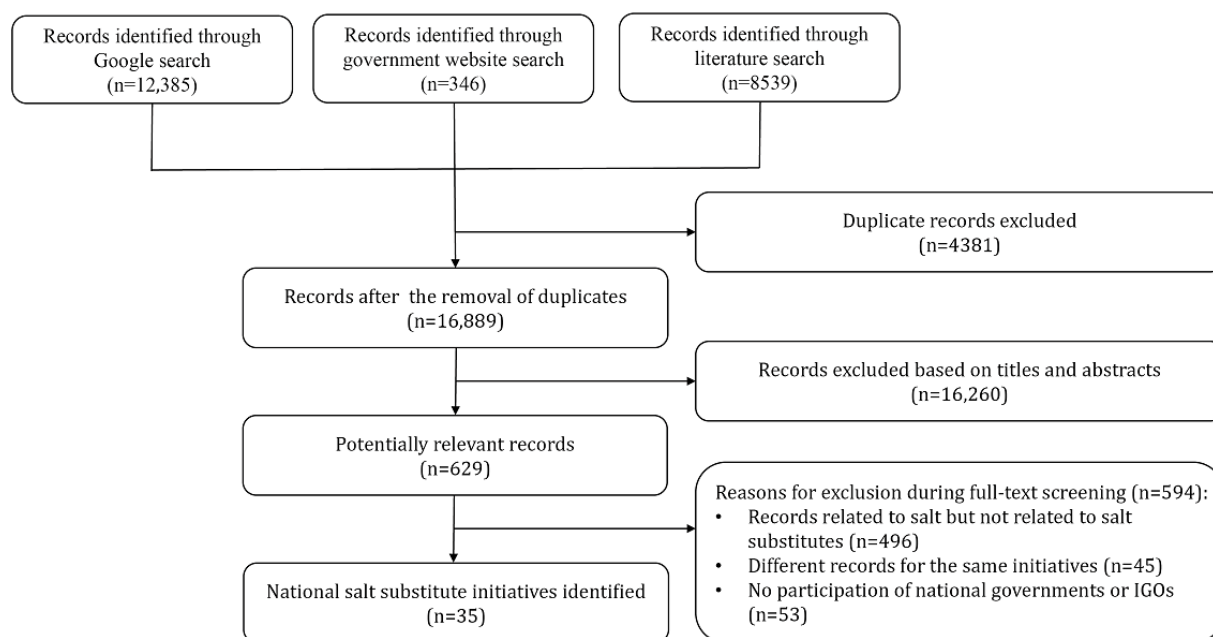 Records identified through
Google search
(n=12,385)
Records identified through
government website search
(n=346)
Records identified through
literature search
(n=8539)
Duplicate records excluded
(n=4381)
Records after the removal of duplicates
(n=16,889)
Records excluded based on titles and abstracts
(n=16,260)
Potentially relevant records
(n=629)
Reasons for exclusion during full-text screening (n=594):
• Records related to salt but not related to salt
substitutes (n=496)
• Different records for the same initiatives (n=45)
• No participation of national governments or IGOs
(n=53)
National salt substitute initiatives identified
(n=35)